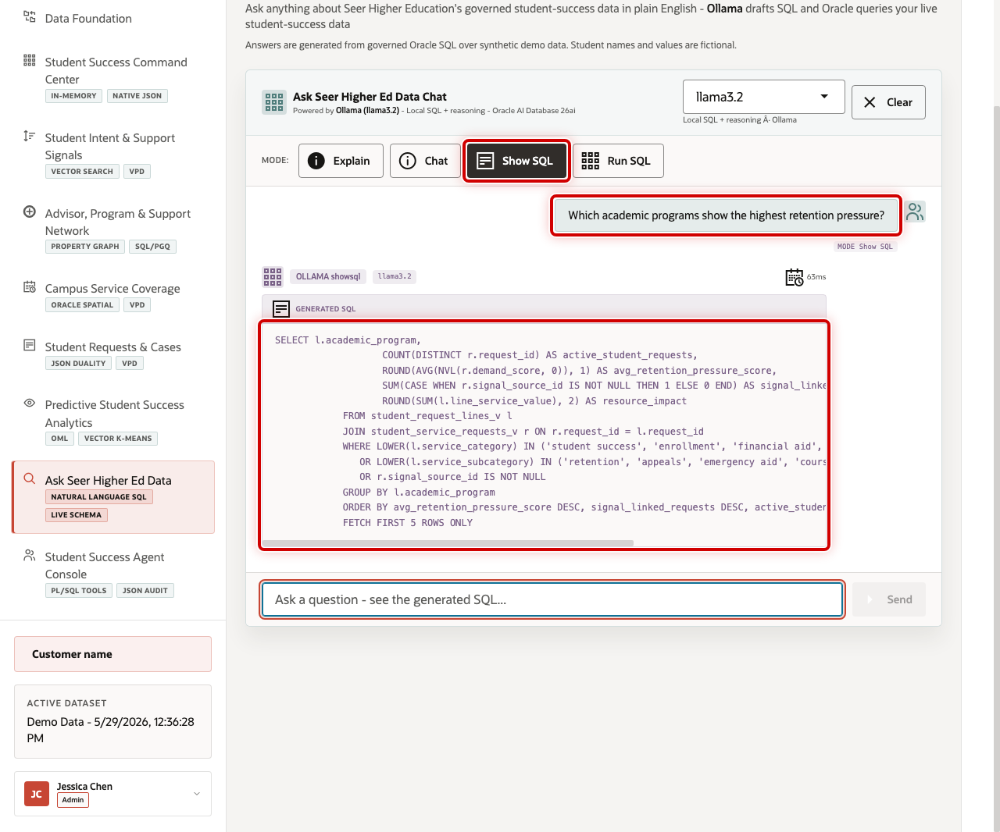 Data Foundation
Student Success Command
Center
IN-MEMORY
NATIVE JSON
Student Intent & Support
Signals
VECTOR SEARCH
VPD
Advisor, Program & Support
Network
PROPERTY GRAPH
SQL/PGQ
Campus Service Coverage
ORACLE SPATIAL
VPD
Student Requests & Cases
JSON DUALITY
VPD
Predictive Student Success
Analytics
OML
VECTOR K-MEANS
Ask Seer Higher Ed Data
NATURAL LANGUAGE SQL
LIVE SCHEMA
Student Success Agent
Console
PL/SQL TOOLS
JSON AUDIT
Customer name
ACTIVE DATASET
Demo Data - 5/29/2026, 12:36:28
PM
JC
Jessica Chen
Admin
Ask anything about Seer Higher Education's governed student-success data in plain English - Ollama drafts SQL and Oracle queries your live
student-success data
Answers are generated from governed Oracle SQL over synthetic demo data. Student names and values are fictional.
Ask Seer Higher Ed Data Chat
Powered by Ollama (llama3.2) - Local SQL + reasoning - Oracle AI Database 26ai
llama3.2
Local SQL + reasoning Â· Ollama
Clear
MODE:
Explain
Chat
Show SQL
Run SQL
Which academic programs show the highest retention pressure?
MODE Show SQL
OLLAMA showsql
llama3.2
63ms
GENERATED SQL
SELECT l.academic_program,
COUNT(DISTINCT r.request_id) AS active_student_requests,
ROUND(AVG(NVL(r.demand_score, 0)), 1) AS avg_retention_pressure_score,
SUM(CASE WHEN r.signal_source_id IS NOT NULL THEN 1 ELSE 0 END) AS signal_linke
ROUND(SUM(l.line_service_value), 2) AS resource_impact
FROM student_request_lines_v l
JOIN student_service_requests_v r ON r.request_id = l.request_id
WHERE LOWER(l.service_category) IN ('student success', 'enrollment', 'financial aid',
OR LOWER(l.service_subcategory) IN ('retention', 'appeals', 'emergency aid', 'cours
OR r.signal_source_id IS NOT NULL
GROUP BY l.academic_program
ORDER BY avg_retention_pressure_score DESC, signal_linked_requests DESC, active_studen
FETCH FIRST 5 ROWS ONLY
Ask a question - see the generated SQL...
Send